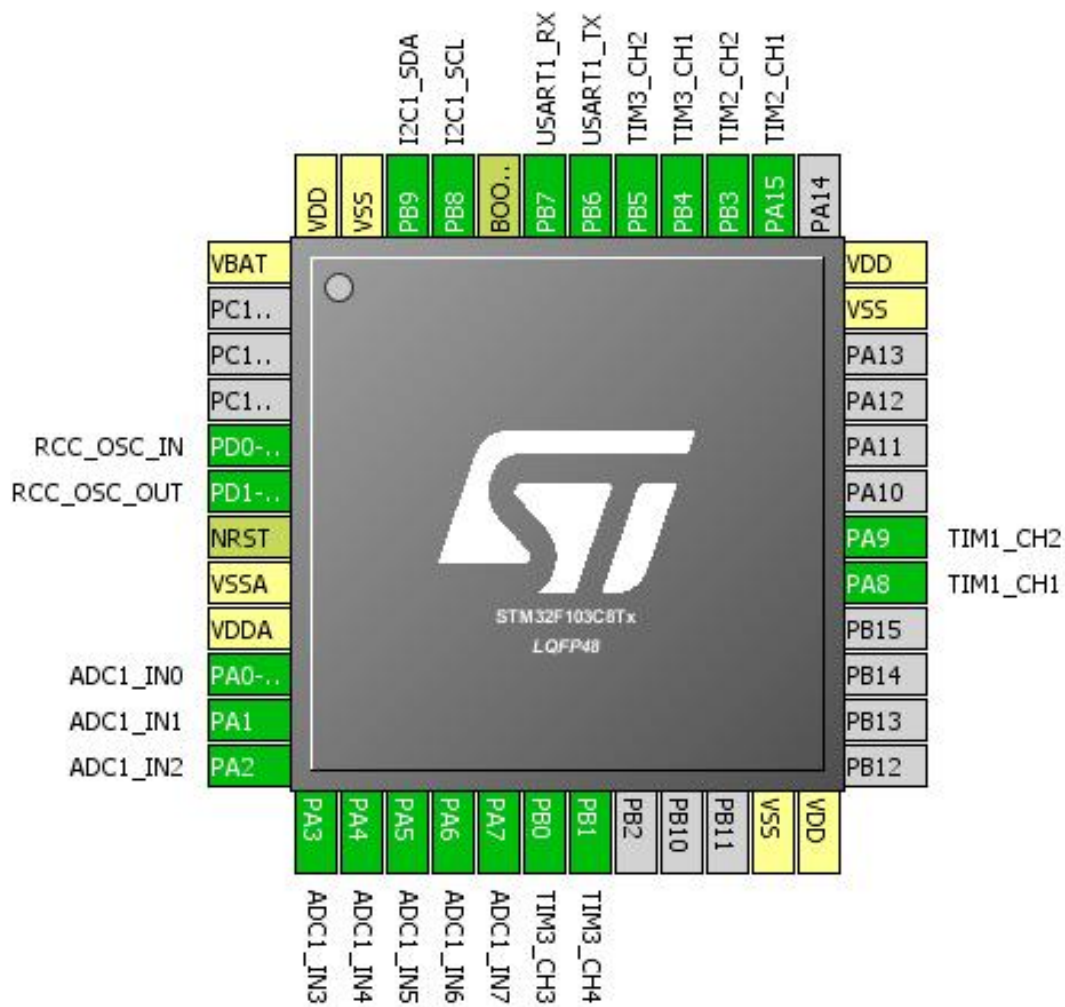 I2C1_SDA
I2C1_SCL
USART1_RX
USART1_TX
TIM3_CH2
TIM3_CH1
TIM2_CH2
TIM2_CH1
VDD
VSS
PB9
PB8
BOO..
PB7
PB6
PB5
PB4
PB3
PA15
PA14
VBAT
PC1..
PC1..
PC1..
RCC_OSC_IN PD0-..
RCC_OSC_OUT PD1-..
NRST
VSSA
VDDA
ADC1_IN0 PA0-..
ADC1_IN1 PA1
ADC1_IN2 PA2
ST
STM32F103C8Tx
LQFP48
VDD
VSS
PA13
PA12
PA11
PA10
PA9 TIM1_CH2
PA8 TIM1_CH1
PB15
PB14
PB13
PB12
PA3
PA4
PA5
PA6
PA7
PB0
PB1
PB2
PB10
PB11
VSS
VDD
ADC1_IN3
ADC1_IN4
ADC1_IN5
ADC1_IN6
ADC1_IN7
TIM3_CH3
TIM3_CH4